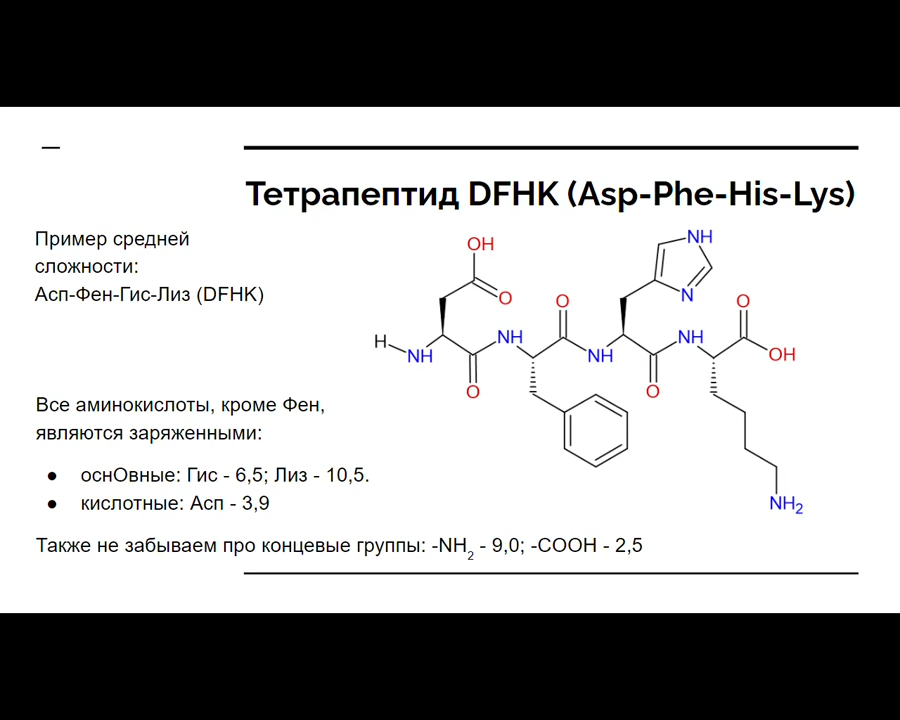 Тетрапептид DFHK (Asp-Phe-His-Lys)
Пример средней
сложности:
Асп-Фен-Гис-Лиз (DFHK)
OH
O
H
NH
O
NH
O
NH
NH
N
O
NH
O
OH
NH2
Все аминокислоты, кроме Фен,
являются заряженными:
● оснОвные: Гис - 6,5; Лиз - 10,5.
● кислотные: Асп - 3,9
Также не забываем про концевые группы: -NH2 - 9,0; -COOH - 2,5